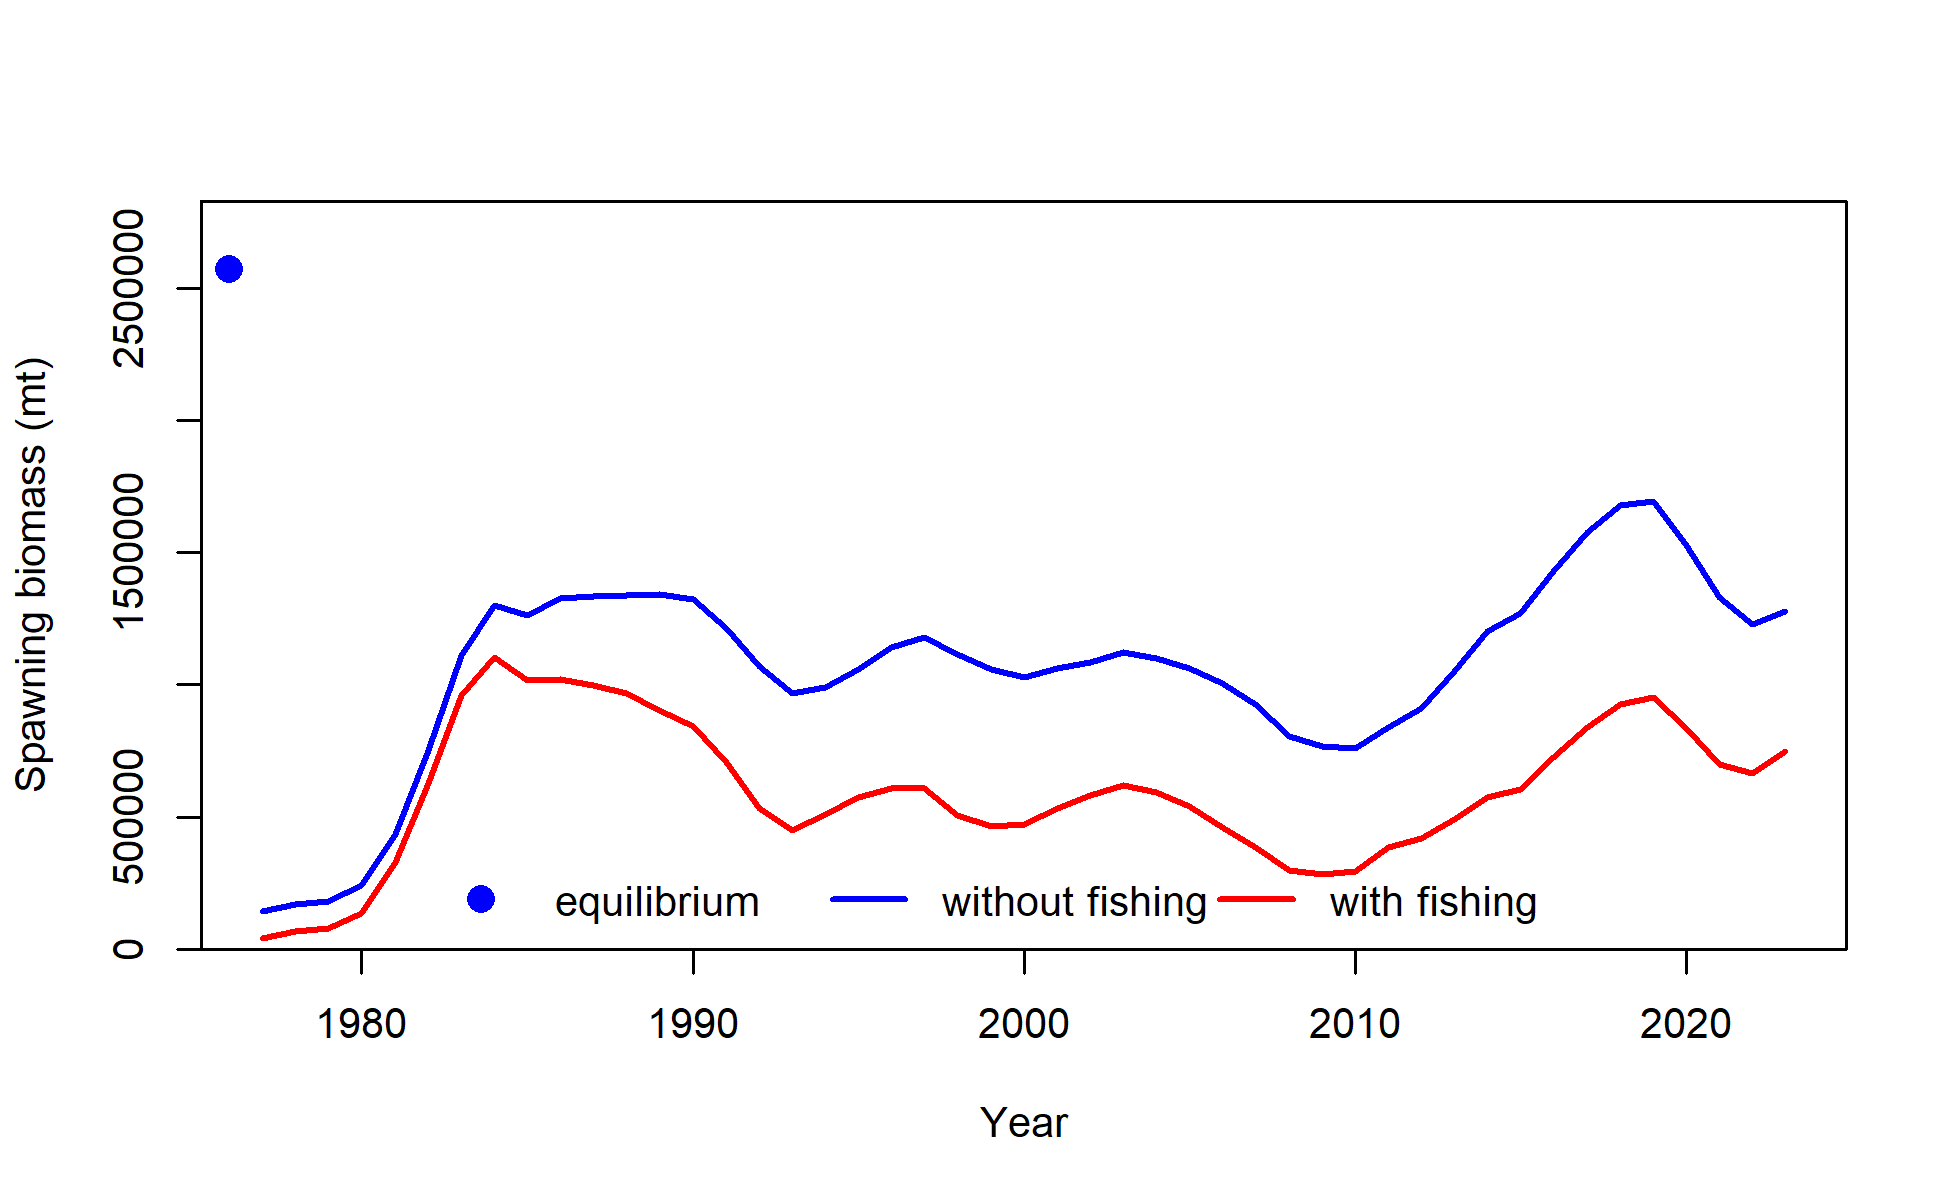 Spawning biomass (mt)
2500000
1500000
500000
0
equilibrium without fishing with fishing
1980 1990 2000 2010 2020
Year